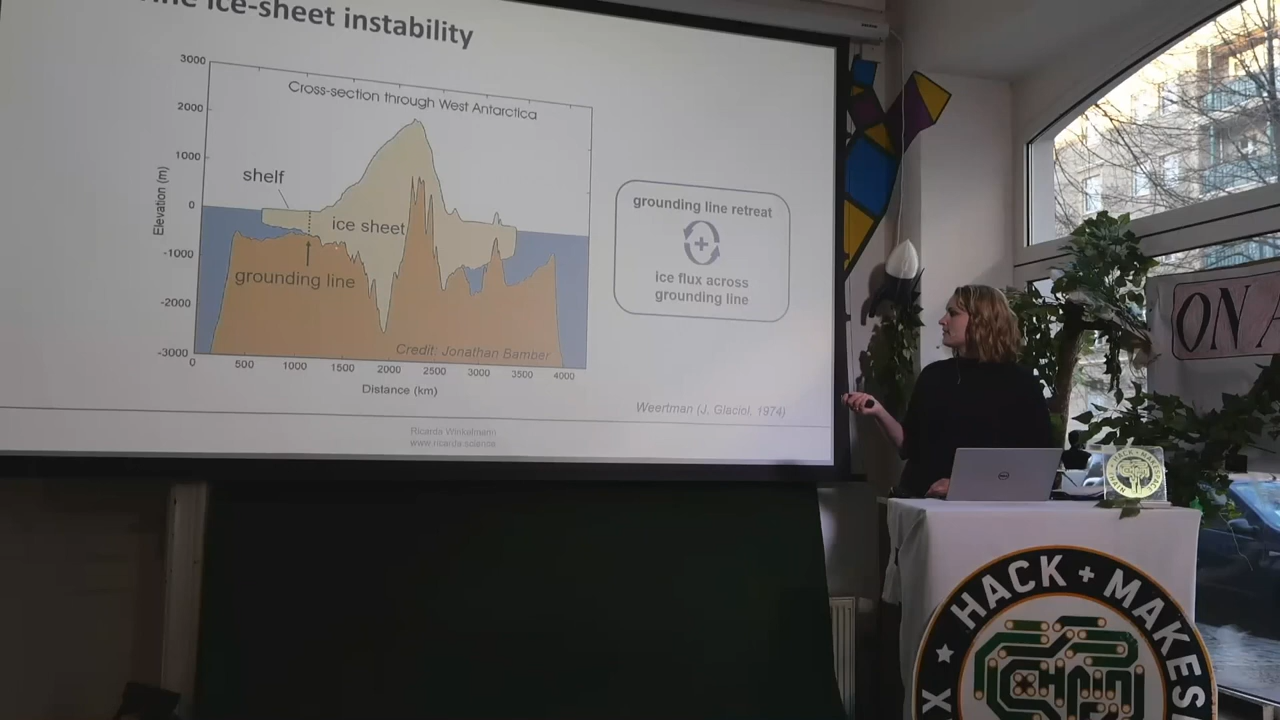 ice-sheet instability
Cross-section through West Antarctica
3000
2000
1000
0
-1000
-2000
-3000
Elevation (m)
shelf
ice sheet
grounding line
Credit: Jonathan Bamber
0 500 1000 1500 2000 2500 3000 3500 4000
Distance (km)
grounding line retreat
+
ice flux across
grounding line
Weertman (J. Glaciol, 1974)
Ricarda Winkelmann
www.ricarda.science
ON A
DELL
HACK + MAKES
X